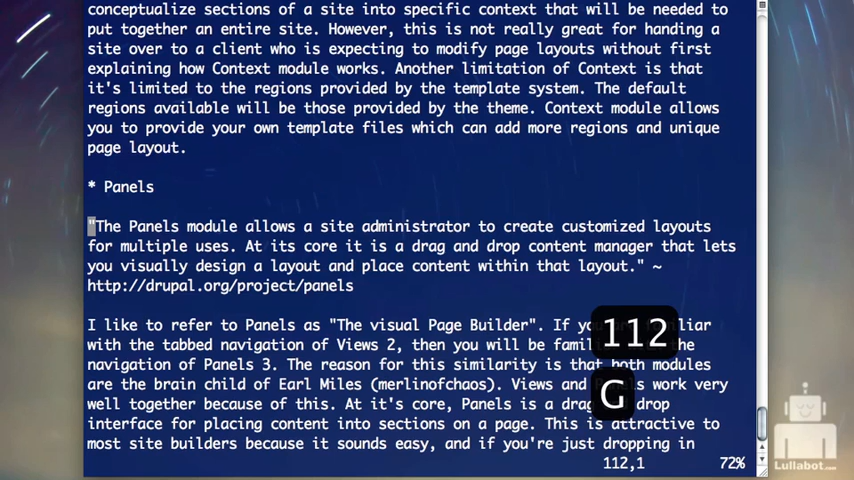 conceptualize sections of a site into specific context that will be needed to
put together an entire site. However, this is not really great for handing a
site over to a client who is expecting to modify page layouts without first
explaining how Context module works. Another limitation of Context is that
it's limited to the regions provided by the template system. The default
regions available will be those provided by the theme. Context module allows
you to provide your own template files which can add more regions and unique
page layout.
* Panels
"The Panels module allows a site administrator to create customized layouts
for multiple uses. At its core it is a drag and drop content manager that lets
you visually design a layout and place content within that layout." ~
http://drupal.org/project/panels
I like to refer to Panels as "The visual Page Builder". If you familiar
with the tabbed navigation of Views 2, then you will be the
navigation of Panels 3. The reason for this similarity is that both modules
are the brain child of Earl Miles (merlinofchaos). Views and Panels work very
well together because of this. At it's core, Panels is a drag drop
interface for placing content into sections on a page. This is attractive to
most site builders because it sounds easy, and if you're just dropping in
112
G
112,1 72%
Lullabot.com